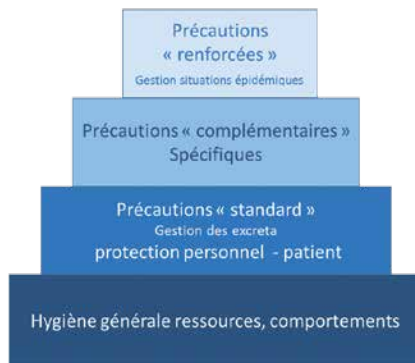 Précautions
« renforcées »
Gestion situations épidémiques
Précautions « complémentaires »
Spécifiques
Précautions « standard »
Gestion des excreta
protection personnel - patient
Hygiène générale ressources, comportements